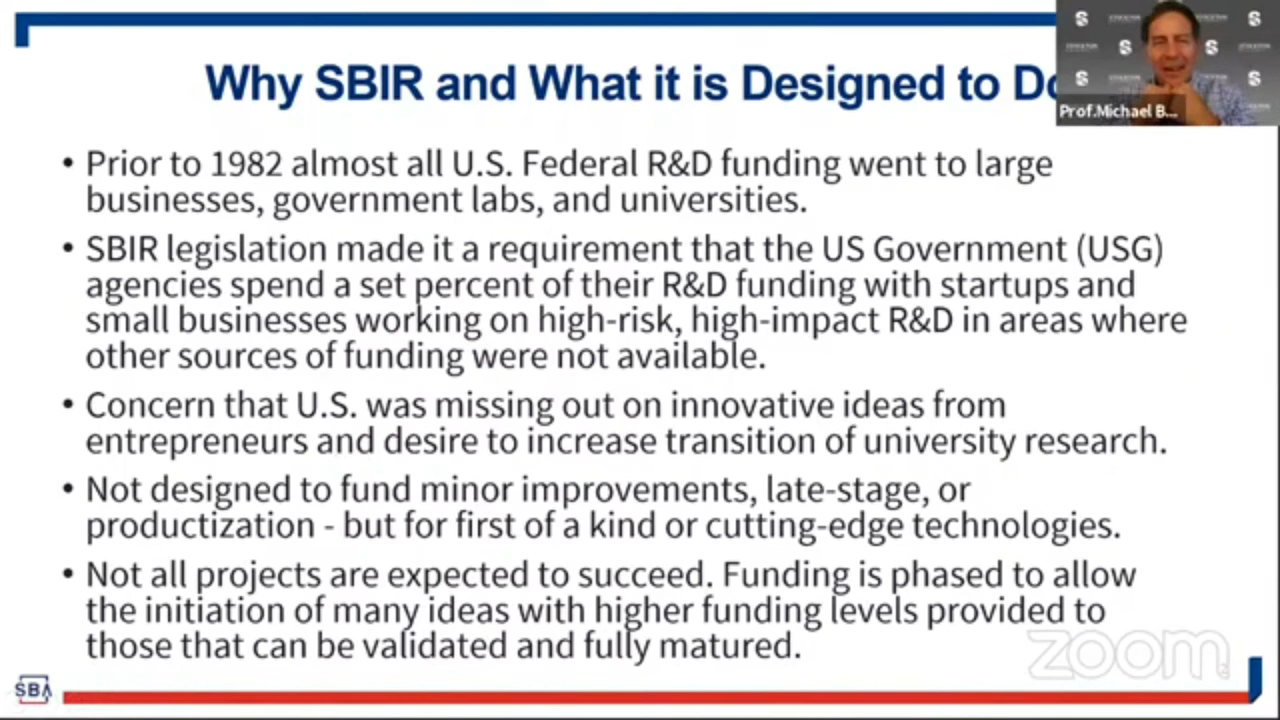 Why SBIR and What it is Designed to Do
Prof.Michael B...
• Prior to 1982 almost all U.S. Federal R&D funding went to large
businesses, government labs, and universities.
• SBIR legislation made it a requirement that the US Government (USG)
agencies spend a set percent of their R&D funding with startups and
small businesses working on high-risk, high-impact R&D in areas where
other sources of funding were not available.
• Concern that U.S. was missing out on innovative ideas from
entrepreneurs and desire to increase transition of university research.
• Not designed to fund minor improvements, late-stage, or
productization - but for first of a kind or cutting-edge technologies.
• Not all projects are expected to succeed. Funding is phased to allow
the initiation of many ideas with higher funding levels provided to
those that can be validated and fully matured.
zoom
SBA